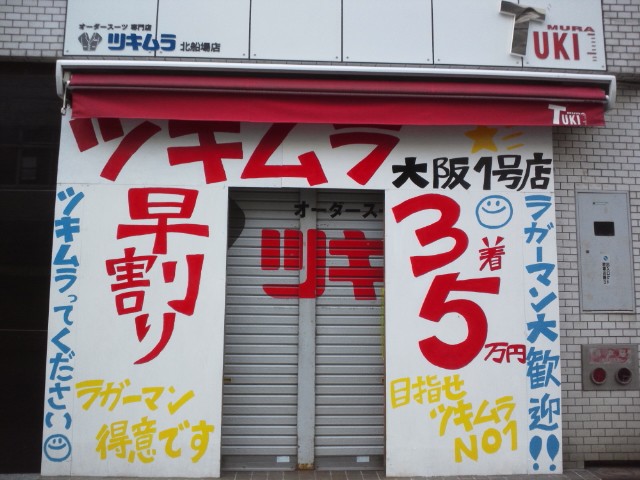 オーダースーツ 専門店
ツキムラ 北船場店
TUKI
MURA
TUKI
ツキムラ
大阪1号店
ツキムラってください
早割り
ラガーマン
得意です
オーダース
ツキ
3着
5万円
目指せ
ツキムラ
NO1
ラガーマン大歓迎!!